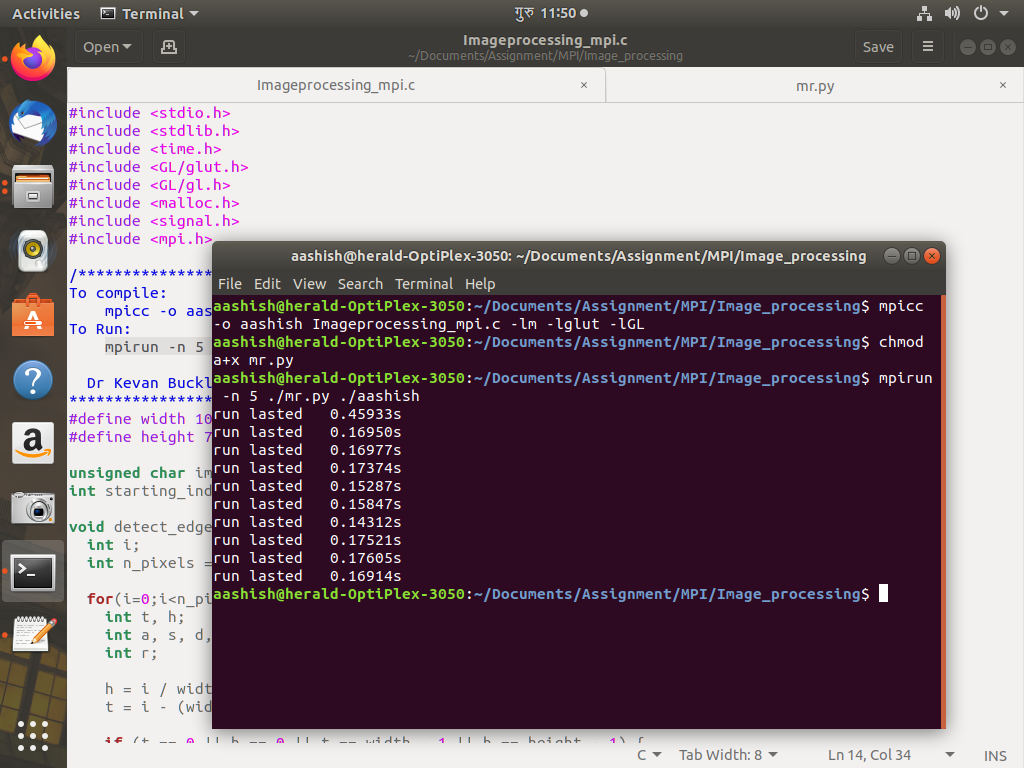 Activities Terminal गुरु 11:50
Open Imageprocessing_mpi.c Save
~/Documents/Assignment/MPI/Image_processing
Imageprocessing_mpi.c × mr.py ×
#include <stdio.h>
#include <stdlib.h>
#include <time.h>
#include <GL/glut.h>
#include <GL/gl.h>
#include <malloc.h>
#include <signal.h>
#include <mpi.h>
/****************
To compile:
mpicc -o aas
To Run:
mpirun -n 5
Dr Kevan Buckl
****************
#define width 10
#define height 7
unsigned char im
int starting_ind
void detect_edge
int i;
int n_pixels =
for(i=0;i<n_pi
int t, h;
int a, s, d,
int r;
h = i / widt
t = i - (wid
if (t == 0 || h == 0 || t == width - 1 || h == height - 1) {
aashish@herald-OptiPlex-3050: ~/Documents/Assignment/MPI/Image_processing
File Edit View Search Terminal Help
aashish@herald-OptiPlex-3050:~/Documents/Assignment/MPI/Image_processing$ mpicc
-o aashish Imageprocessing_mpi.c -lm -lglut -lGL
aashish@herald-OptiPlex-3050:~/Documents/Assignment/MPI/Image_processing$ chmod
a+x mr.py
aashish@herald-OptiPlex-3050:~/Documents/Assignment/MPI/Image_processing$ mpirun
-n 5 ./mr.py ./aashish
run lasted 0.45933s
run lasted 0.16950s
run lasted 0.16977s
run lasted 0.17374s
run lasted 0.15287s
run lasted 0.15847s
run lasted 0.14312s
run lasted 0.17521s
run lasted 0.17605s
run lasted 0.16914s
aashish@herald-OptiPlex-3050:~/Documents/Assignment/MPI/Image_processing$
C Tab Width: 8 Ln 14, Col 34 INS